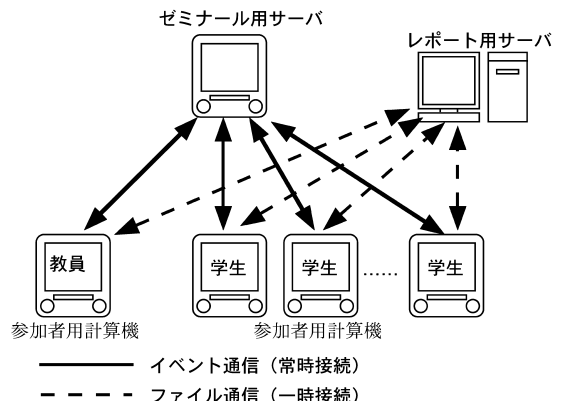 ゼミナール用サーバ
レポート用サーバ
教員
学生
学生
......
学生
参加者用計算機
参加者用計算機
イベント通信（常時接続）
ファイル通信（一時接続）